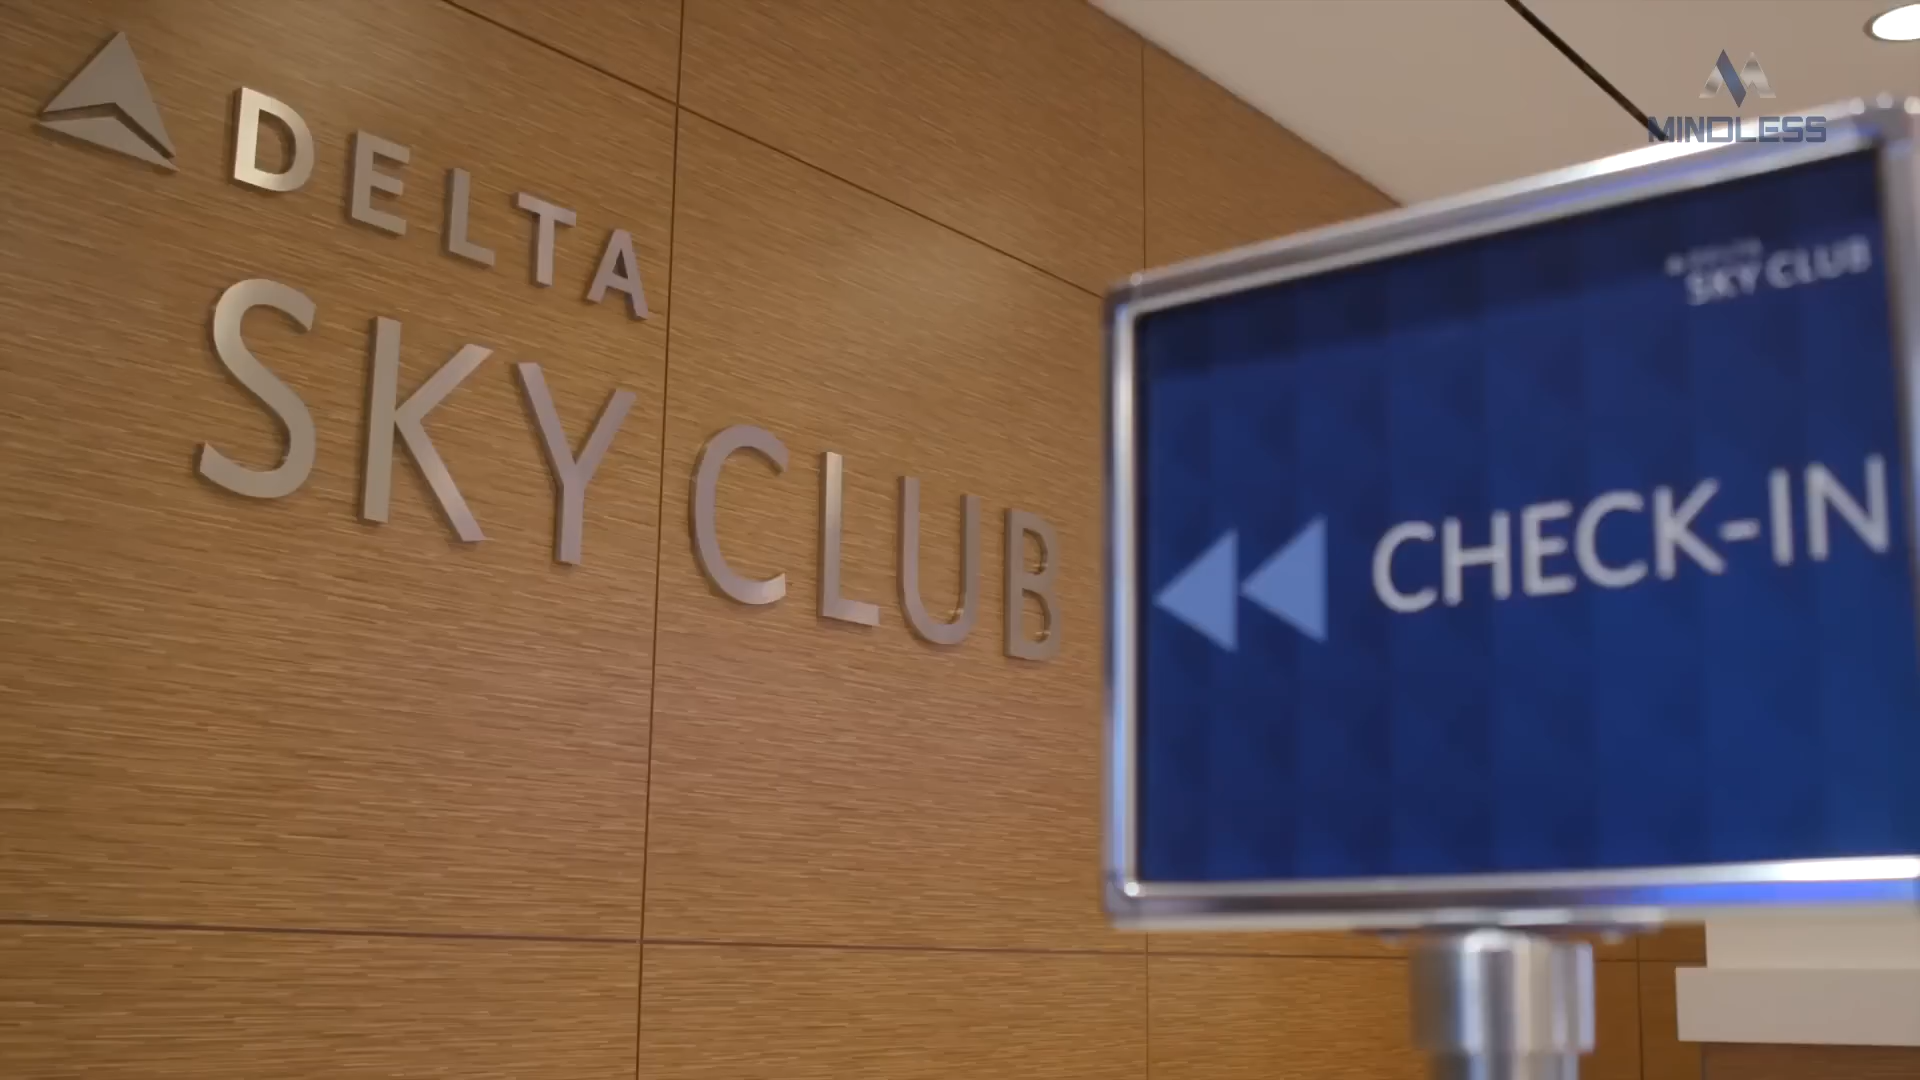 DELTA
SKY CLUB
MINDLESS
SKY CLUB
CHECK-IN